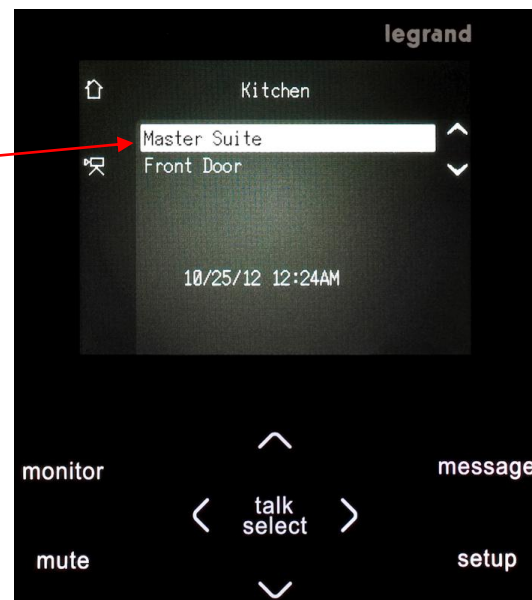 legrand
Kitchen
Master Suite
Front Door
10/25/12 12:24AM
monitor
message
talk
select
mute
setup